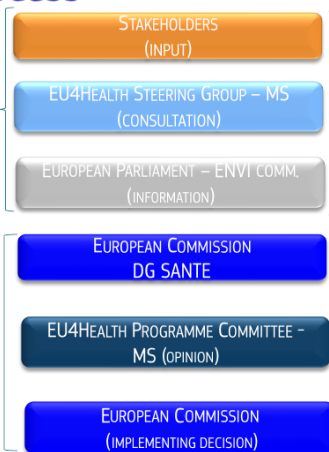 STAKEHOLDERS
(INPUT)
EU4HEALTH STEERING GROUP – MS
(CONSULTATION)
EUROPEAN PARLIAMENT – ENVI COMM.
(INFORMATION)
EUROPEAN COMMISSION
DG SANTE
EU4HEALTH PROGRAMME COMMITTEE -
MS (OPINION)
EUROPEAN COMMISSION
(IMPLEMENTING DECISION)